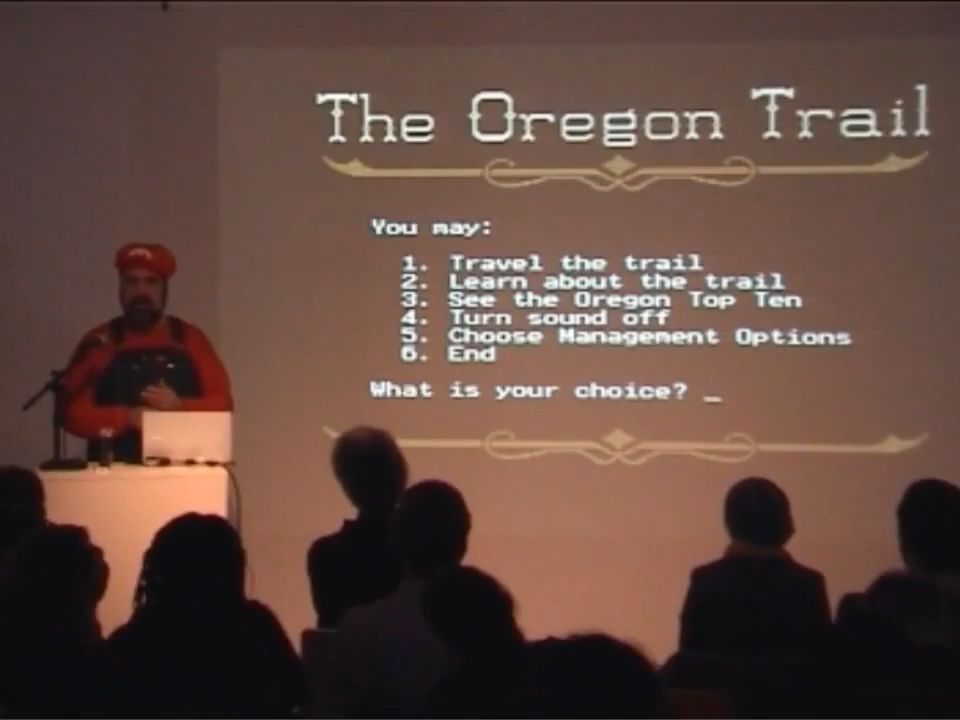 The Oregon Trail
You may:
1. Travel the trail
2. Learn about the trail
3. See the Oregon Top Ten
4. Turn sound off
5. Choose Management Options
6. End
What is your choice? _